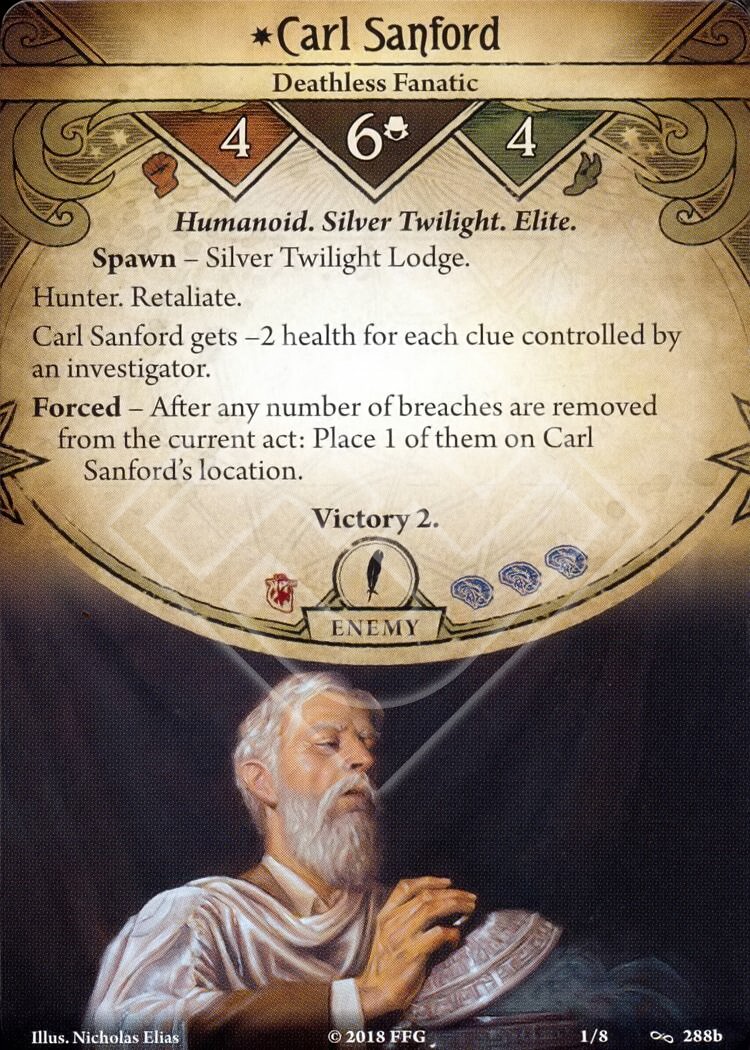 Carl Sanford
Deathless Fanatic
4 6 4
Humanoid. Silver Twilight. Elite.
Spawn – Silver Twilight Lodge.
Hunter. Retaliate.
Carl Sanford gets –2 health for each clue controlled by
an investigator.
Forced – After any number of breaches are removed
from the current act: Place 1 of them on Carl
Sanford's location.
Victory 2.
ENEMY
Illus. Nicholas Elias © 2018 FFG 1/8 288b